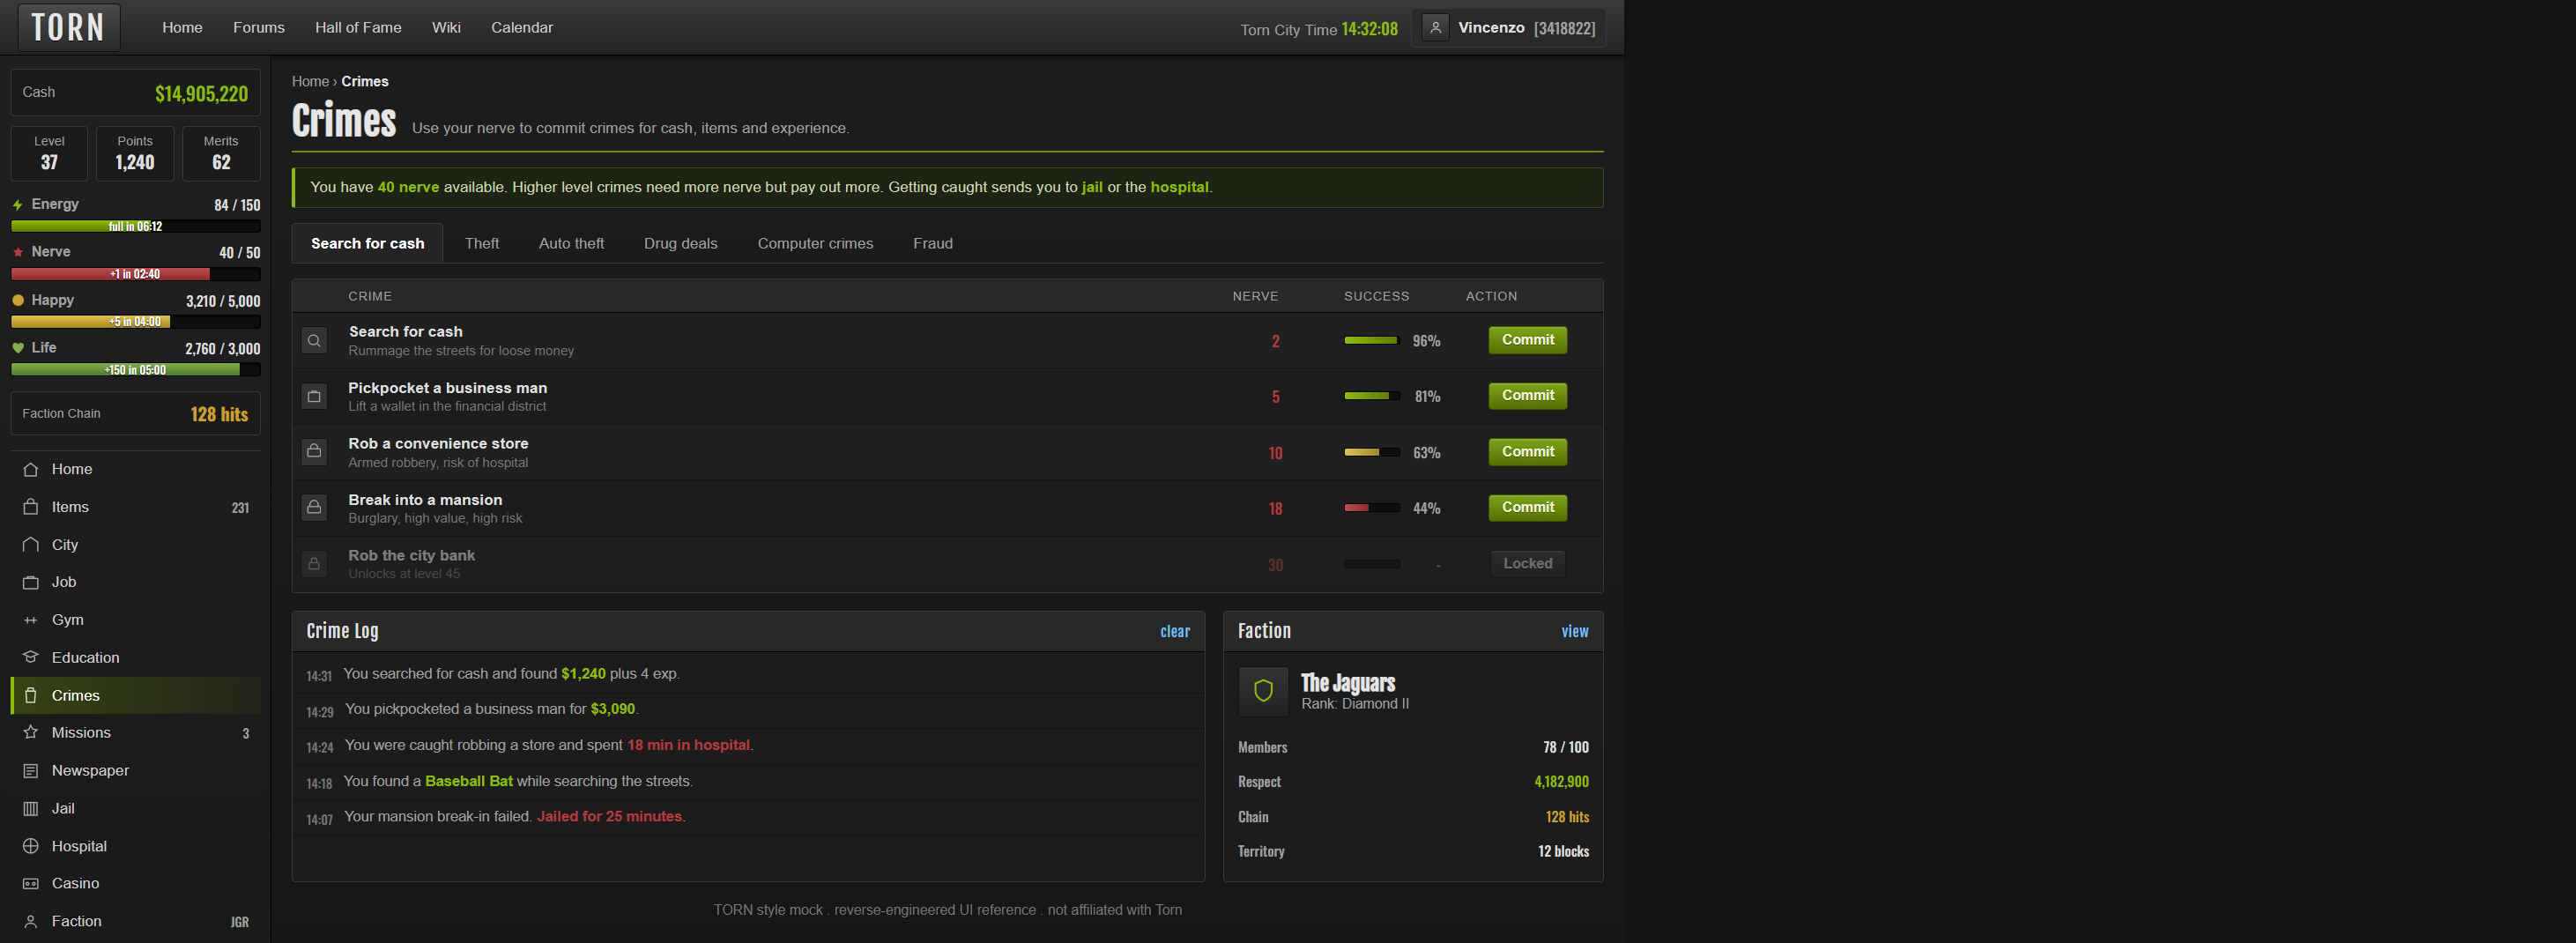 TORN Home Forums Hall of Fame Wiki Calendar Torn City Time 14:32:08 Vincenzo [3418822]
Cash $14,905,220
Level Points Merits
37 1,240 62
Energy 84 / 150
full in 06:12
Nerve 40 / 50
+1 in 02:40
Happy 3,210 / 5,000
+5 in 04:00
Life 2,760 / 3,000
+150 in 05:00
Faction Chain 128 hits
Home
Items 231
City
Job
Gym
Education
Crimes
Missions 3
Newspaper
Jail
Hospital
Casino
Faction JGR
Home › Crimes
Crimes Use your nerve to commit crimes for cash, items and experience.
You have 40 nerve available. Higher level crimes need more nerve but pay out more. Getting caught sends you to jail or the hospital.
Search for cash Theft Auto theft Drug deals Computer crimes Fraud
CRIME NERVE SUCCESS ACTION
Search for cash 2 96% Commit
Rummage the streets for loose money
Pickpocket a business man 5 81% Commit
Lift a wallet in the financial district
Rob a convenience store 10 63% Commit
Armed robbery, risk of hospital
Break into a mansion 18 44% Commit
Burglary, high value, high risk
Rob the city bank 30 - Locked
Unlocks at level 45
Crime Log clear
14:31 You searched for cash and found $1,240 plus 4 exp.
14:29 You pickpocketed a business man for $3,090.
14:24 You were caught robbing a store and spent 18 min in hospital.
14:18 You found a Baseball Bat while searching the streets.
14:07 Your mansion break-in failed. Jailed for 25 minutes.
Faction view
The Jaguars
Rank: Diamond II
Members 78 / 100
Respect 4,182,900
Chain 128 hits
Territory 12 blocks
TORN style mock . reverse-engineered UI reference . not affiliated with Torn